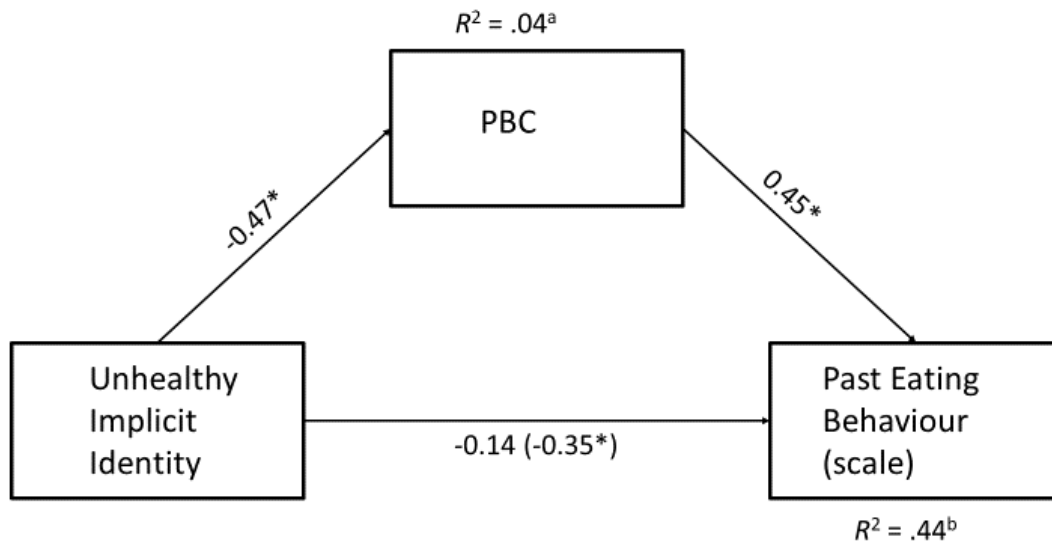 R² = .04ᵃ
PBC
-0.47*
0.45*
Unhealthy
Implicit
Identity
-0.14 (-0.35*)
Past Eating
Behaviour
(scale)
R² = .44ᵇ